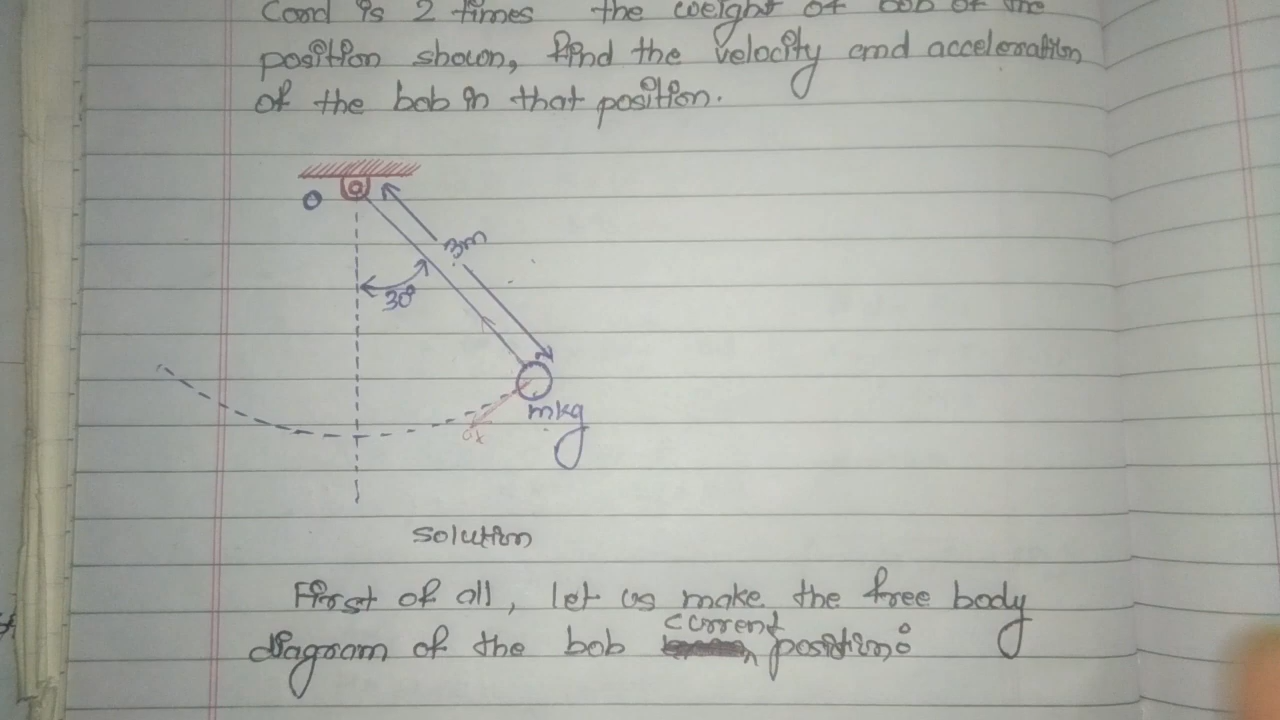 Cord is 2 times the weight of bob of the
position shown, find the velocity and acceleration
of the bob in that position.
O
3m
30°
mkg
solution
First of all, let us make the free body
current
diagram of the bob position: